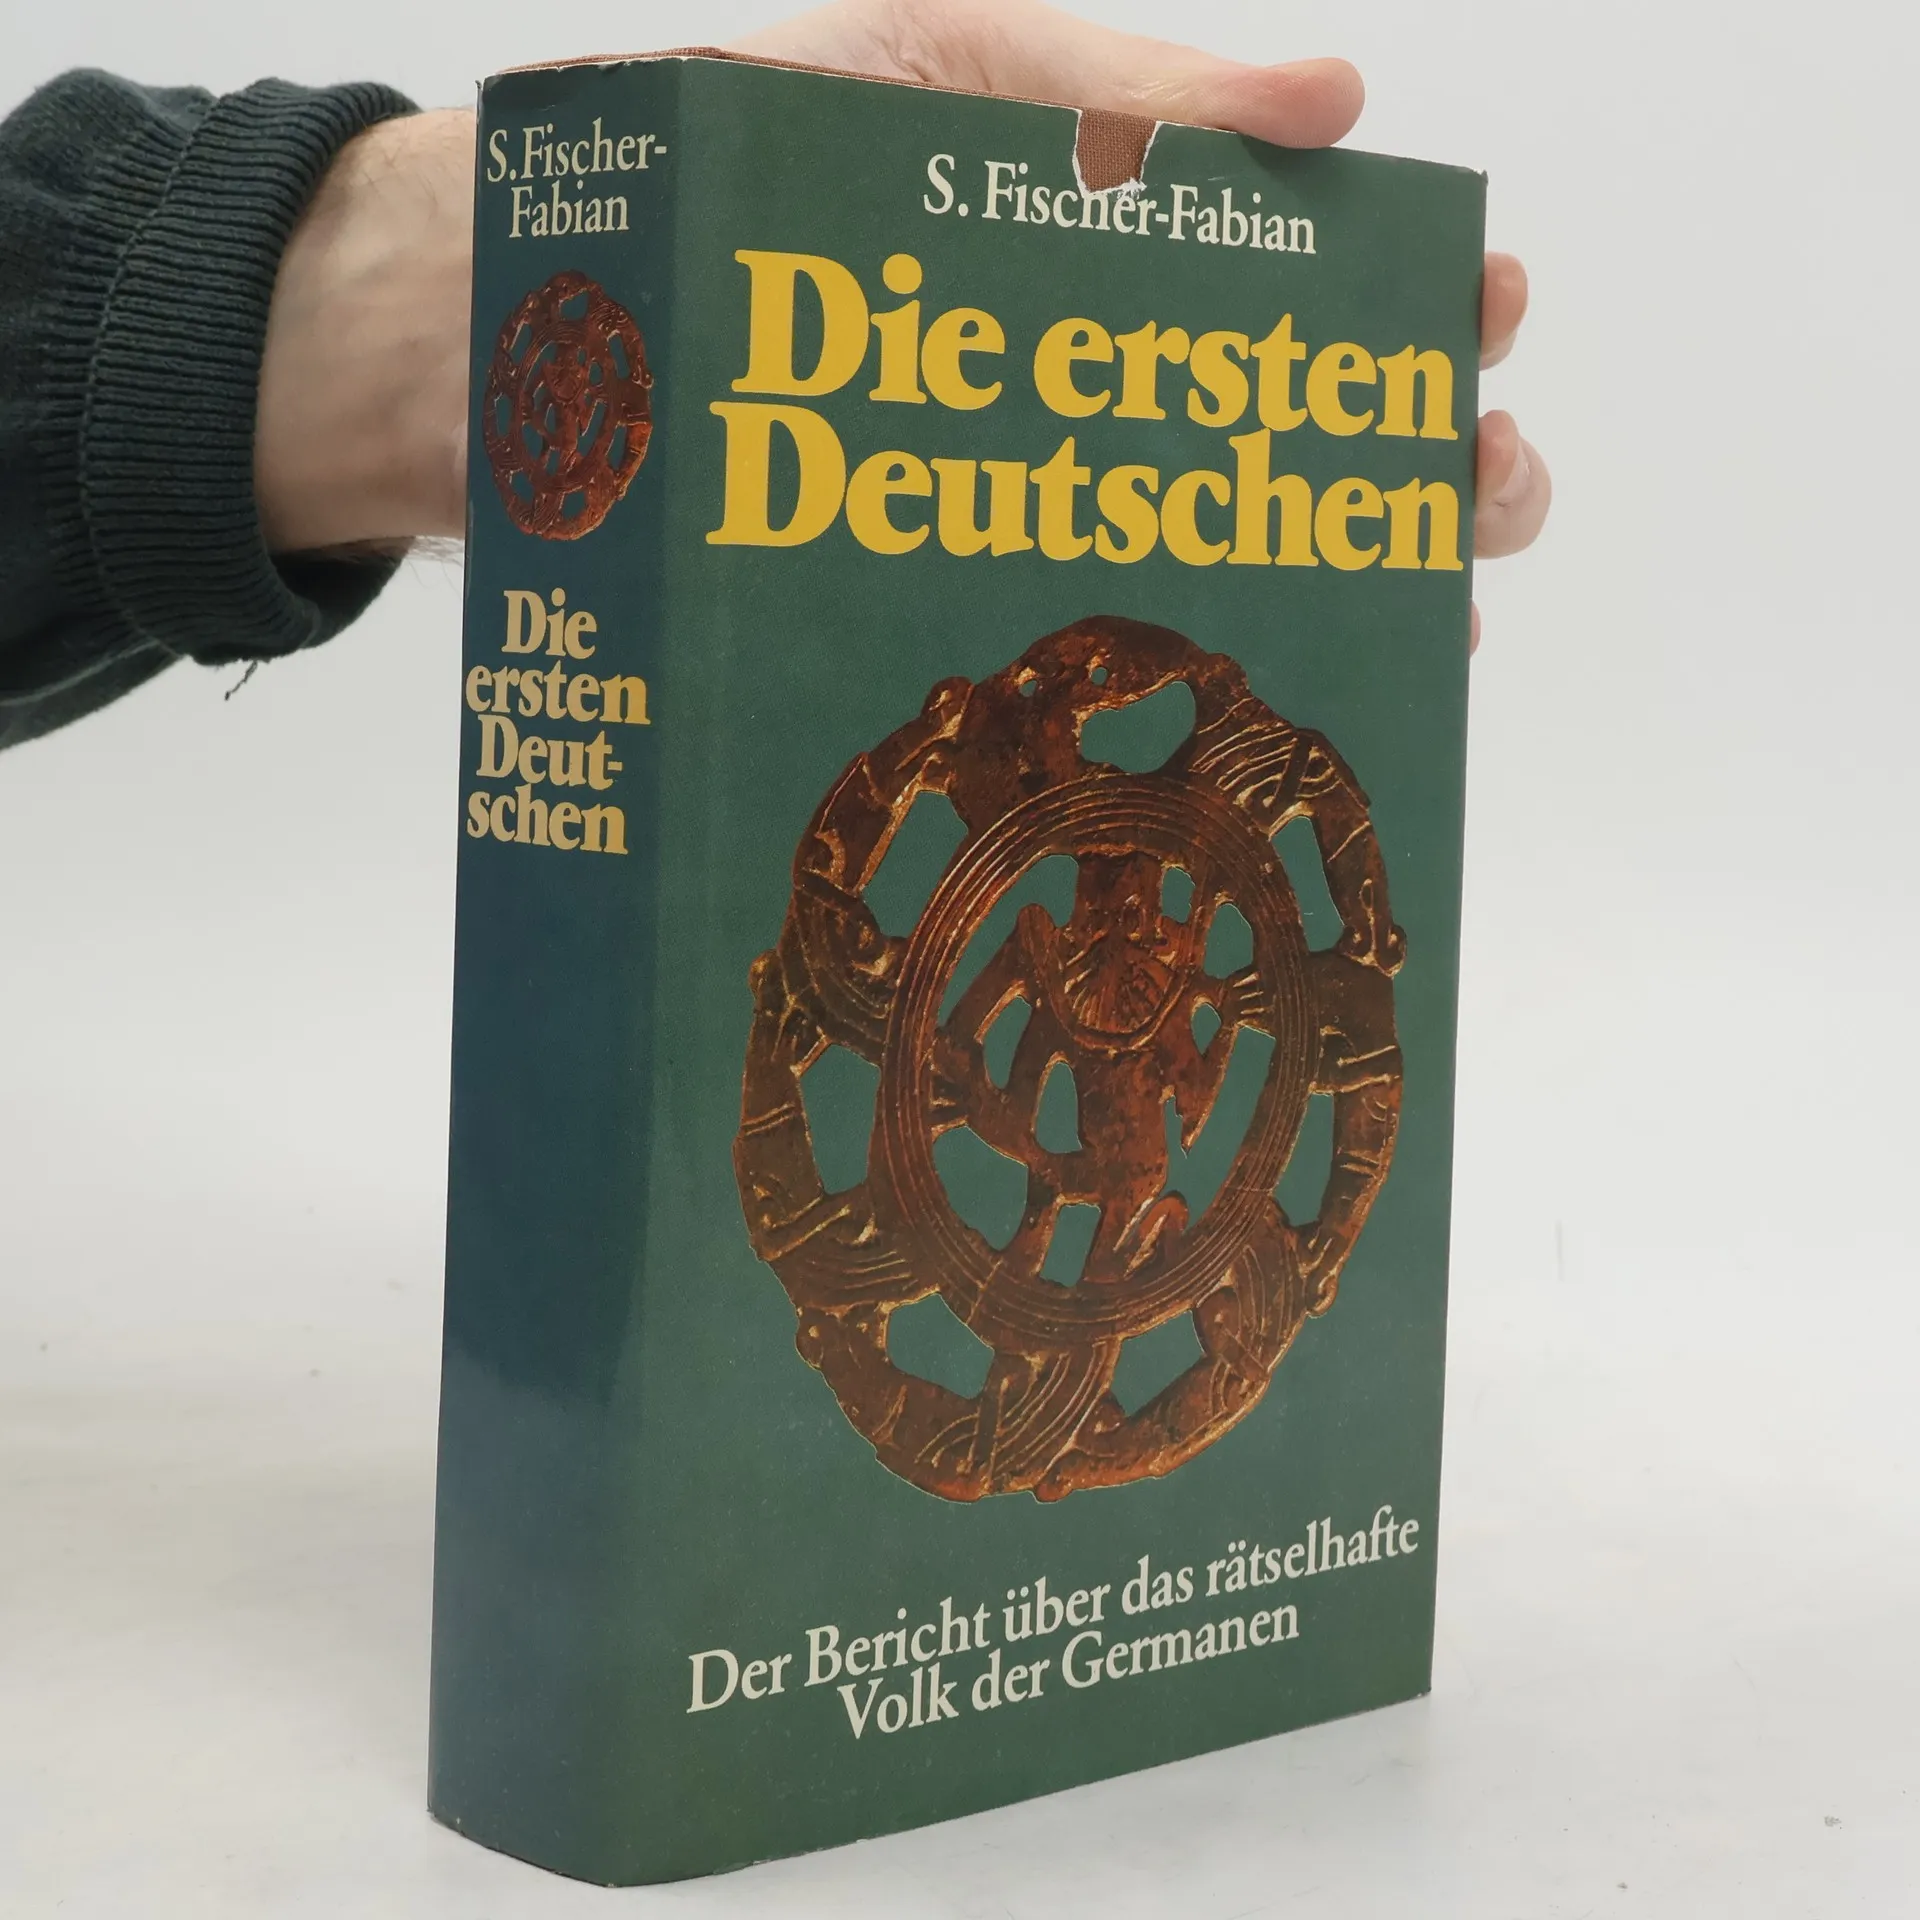 S. Fischer-
Fabian
Die
ersten
Deut-
schen
S. Fischer-Fabian
Die ersten
Deutschen
Der Bericht über das rätselhafte
Volk der Germanen